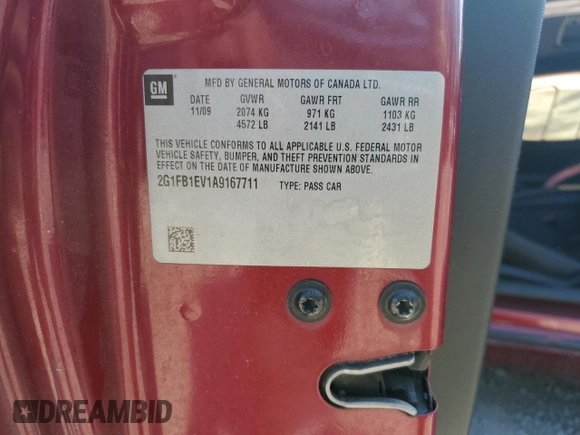 GM
MFD BY GENERAL MOTORS OF CANADA LTD.
DATE GVWR GAWR FRT GAWR RR
11/09 2074 KG 971 KG 1103 KG
4572 LB 2141 LB 2431 LB
THIS VEHICLE CONFORMS TO ALL APPLICABLE U.S. FEDERAL MOTOR
VEHICLE SAFETY, BUMPER, AND THEFT PREVENTION STANDARDS IN
EFFECT ON THE DATE OF MANUFACTURE SHOWN ABOVE.
2G1FB1EV1A9167711 TYPE: PASS CAR
DREAMBID